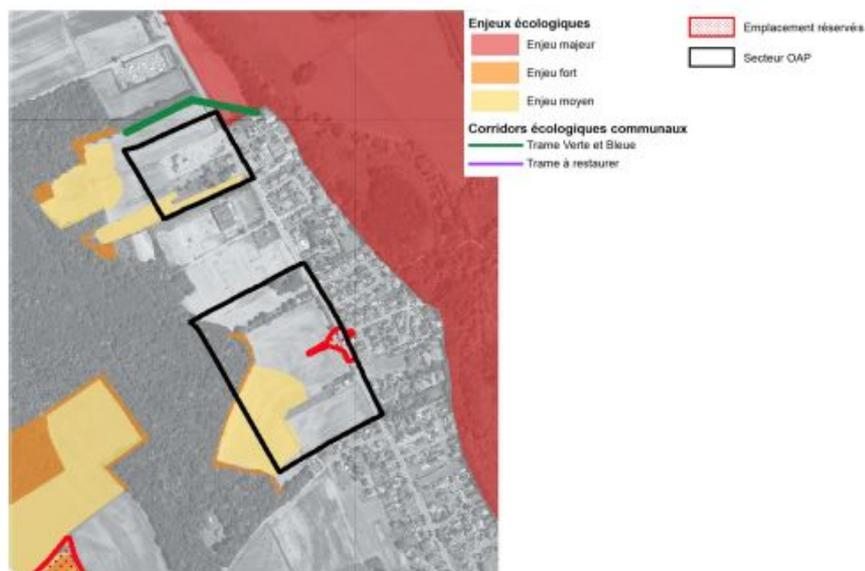 Enjeux écologiques
Enjeu majeur
Enjeu fort
Enjeu moyen
Corridors écologiques communaux
Trame Verte et Bleue
Trame à restaurer
Emplacement réservés
Secteur OAP